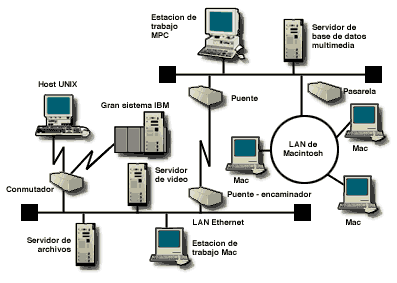 Estacion de
trabajo
MPC
Servidor de
base de datos
multimedia
Host UNIX
Gran sistema IBM
Puente
Pasarela
LAN de
Macintosh
Mac
Mac
Mac
Conmutador
Servidor
de video
Puente - encaminador
LAN Ethernet
Servidor de
archivos
Estacion de
trabajo Mac